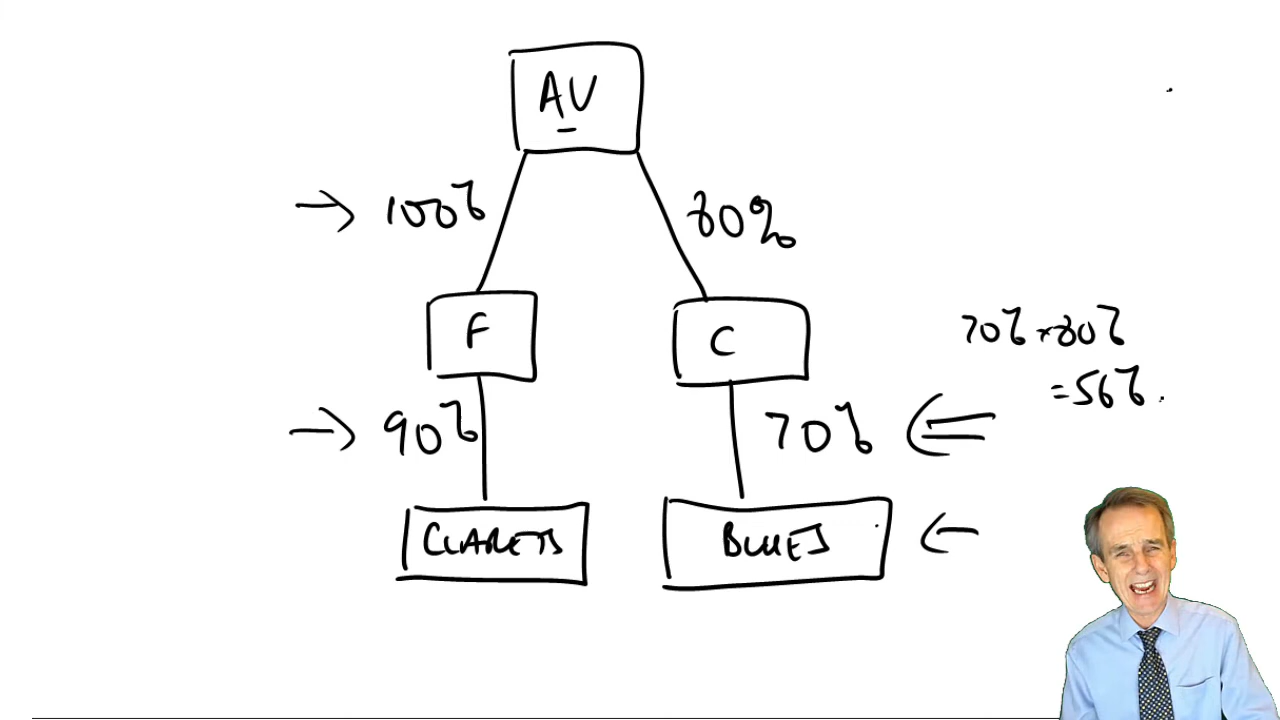 AV
100%
80%
F
C
70% × 80%
= 56%.
90%
70%
CLARETS
BLUES